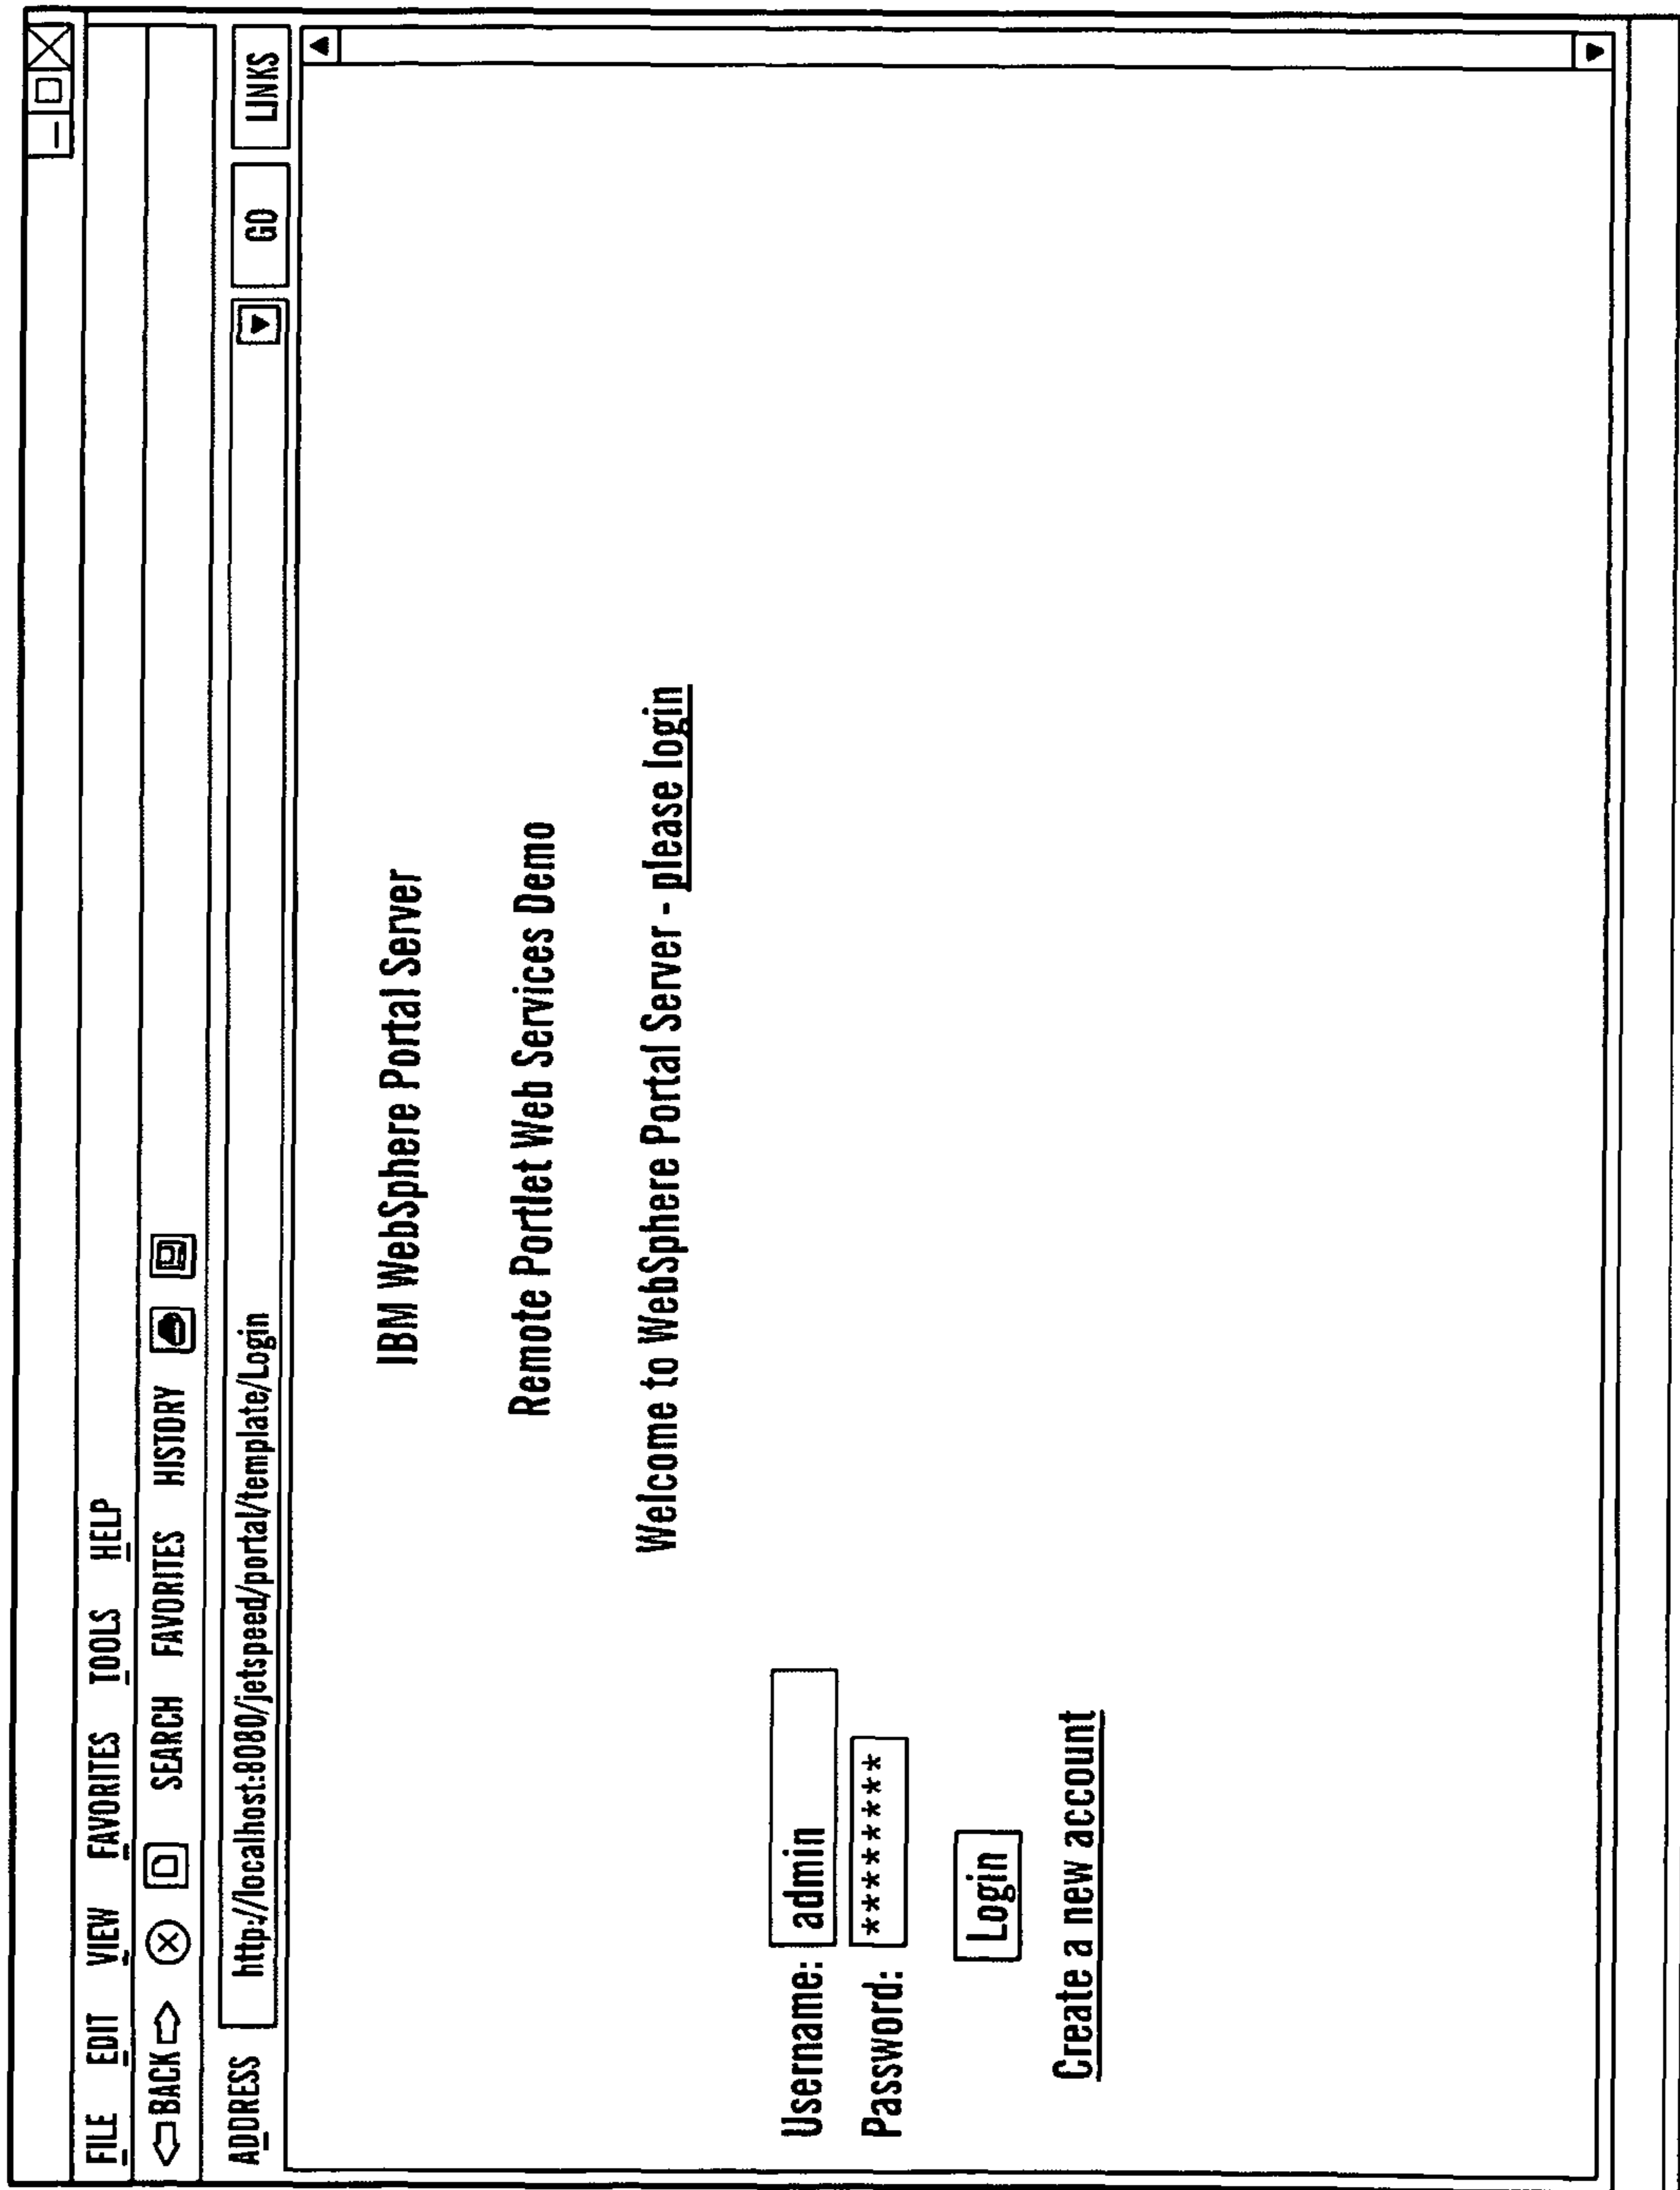 FILE EDIT VIEW FAVORITES TOOLS HELP
BACK SEARCH FAVORITES HISTORY
ADDRESS http://localhost:8080/jetspeed/portal/template/Login GO LINKS
IBM WebSphere Portal Server
Remote Portlet Web Services Demo
Welcome to WebSphere Portal Server - please login
Username: admin
Password: ********
Login
Create a new account